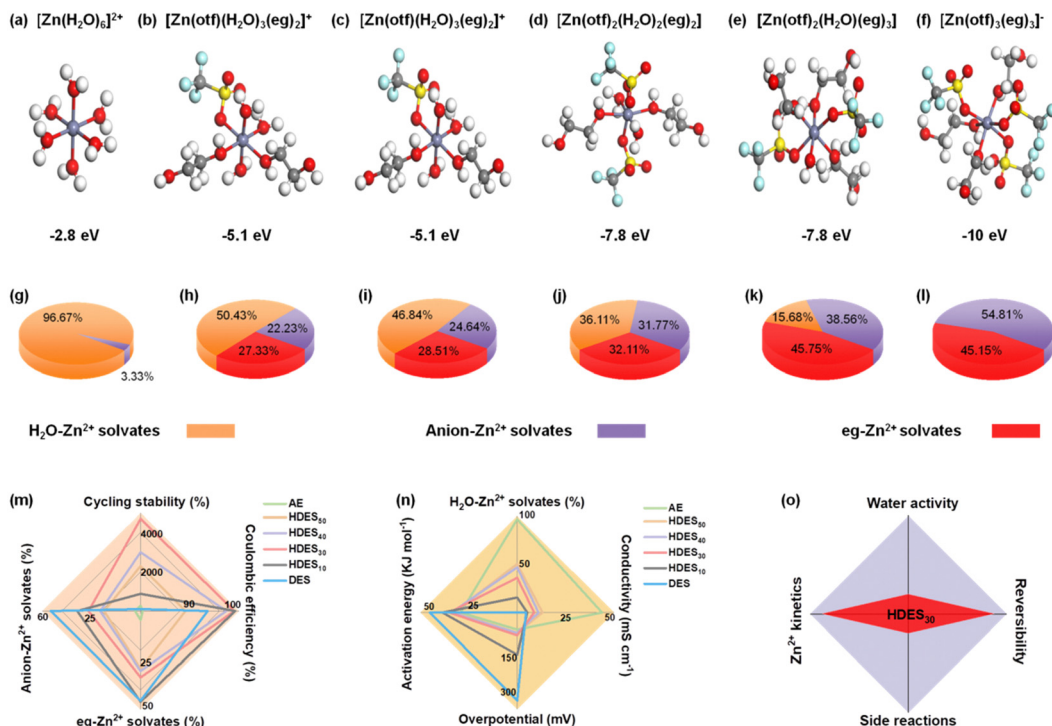 (a) [Zn(H₂O)₆]²⁺ (b) [Zn(otf)(H₂O)₃(eg)₂]⁺ (c) [Zn(otf)(H₂O)₃(eg)₂]⁺ (d) [Zn(otf)₂(H₂O)₂(eg)₂] (e) [Zn(otf)₂(H₂O)(eg)₃] (f) [Zn(otf)₃(eg)₃]⁻
-2.8 eV -5.1 eV -5.1 eV -7.8 eV -7.8 eV -10 eV
(g) (h) (i) (j) (k) (l)
96.67%
3.33%
50.43%
22.23%
27.33%
46.84%
24.64%
28.51%
36.11%
31.77%
32.11%
15.68%
38.56%
45.75%
54.81%
45.15%
H₂O-Zn²⁺ solvates Anion-Zn²⁺ solvates eg-Zn²⁺ solvates
(m)
Cycling stability (%)
AE
HDES₅₀
HDES₄₀
HDES₃₀
HDES₁₀
DES
4000
2000
90
100
60
25
25
50
Anion-Zn²⁺ solvates (%)
Coulombic efficiency (%)
eg-Zn²⁺ solvates (%)
(n)
H₂O-Zn²⁺ solvates (%)
AE
HDES₅₀
HDES₄₀
HDES₃₀
HDES₁₀
DES
100
50
50
25
25
50
150
300
Activation energy (KJ mol⁻¹)
Conductivity (mS cm⁻¹)
Overpotential (mV)
(o)
Water activity
Zn²⁺ kinetics
HDES₃₀
Reversibility
Side reactions